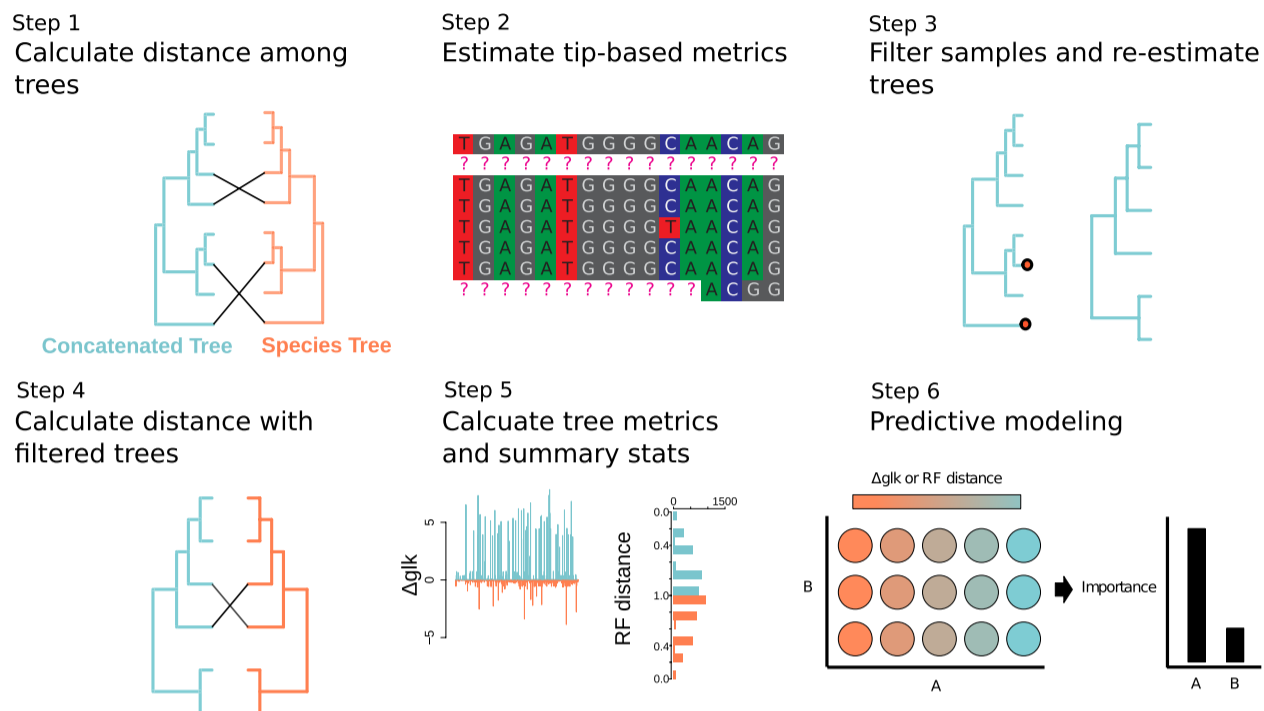 Step 1
Calculate distance among
trees
Concatenated Tree
Species Tree
Step 2
Estimate tip-based metrics
T G A G A T G G G G C A A C A G
? ? ? ? ? ? ? ? ? ? ? ? ? ? ? ?
T G A G A T G G G G C A A C A G
T G A G A T G G G G C A A C A G
T G A G A T G G G G T A A C A G
T G A G A T G G G G C A A C A G
T G A G A T G G G G C A A C A G
? ? ? ? ? ? ? ? ? ? ? ? A C G G
Step 3
Filter samples and re-estimate
trees
Step 4
Calculate distance with
filtered trees
Step 5
Calcuate tree metrics
and summary stats
Δglk
5
0
−5
RF distance
0 1500
0.0
0.4
1.0
0.4
0.0
Step 6
Predictive modeling
Δglk or RF distance
B
A
Importance
A B